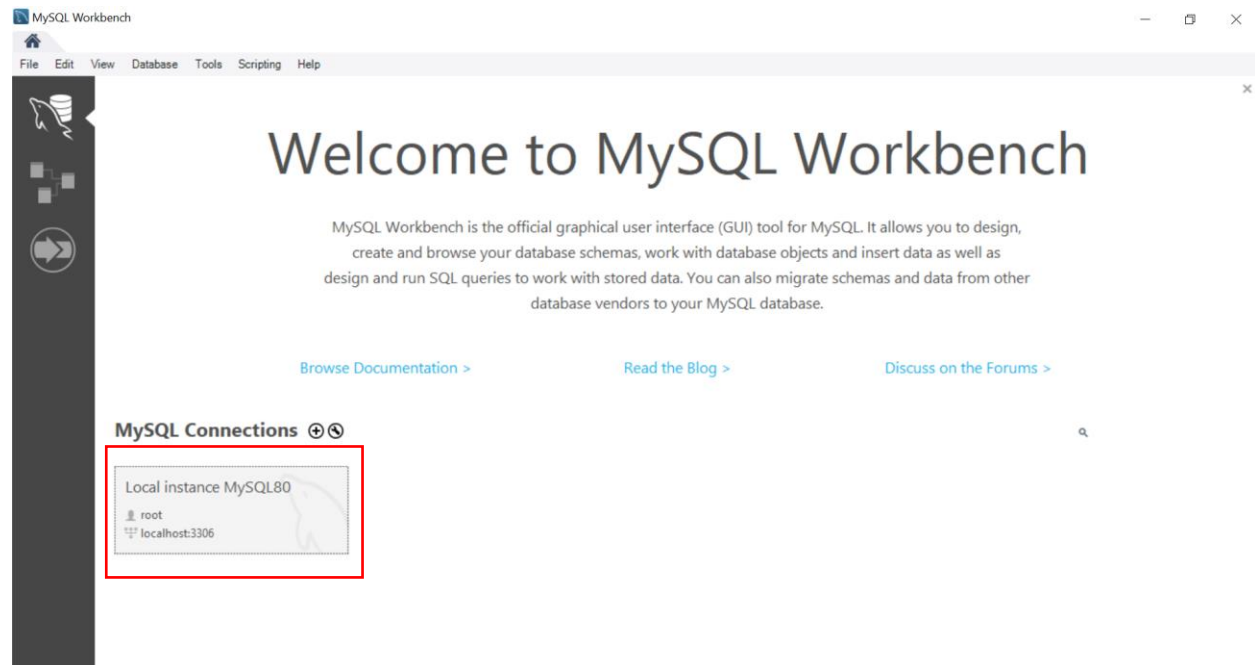 MySQL Workbench
File Edit View Database Tools Scripting Help
Welcome to MySQL Workbench
MySQL Workbench is the official graphical user interface (GUI) tool for MySQL. It allows you to design,
create and browse your database schemas, work with database objects and insert data as well as
design and run SQL queries to work with stored data. You can also migrate schemas and data from other
database vendors to your MySQL database.
Browse Documentation > Read the Blog > Discuss on the Forums >
MySQL Connections
Local instance MySQL80
root
localhost:3306